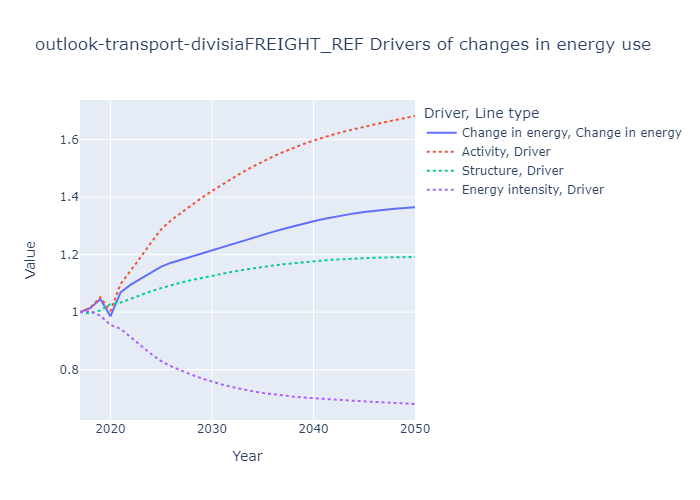 outlook-transport-divisiaFREIGHT_REF Drivers of changes in energy use
Driver, Line type
Change in energy, Change in energy
Activity, Driver
Structure, Driver
Energy intensity, Driver
Value
1.6
1.4
1.2
1
0.8
2020
2030
2040
2050
Year